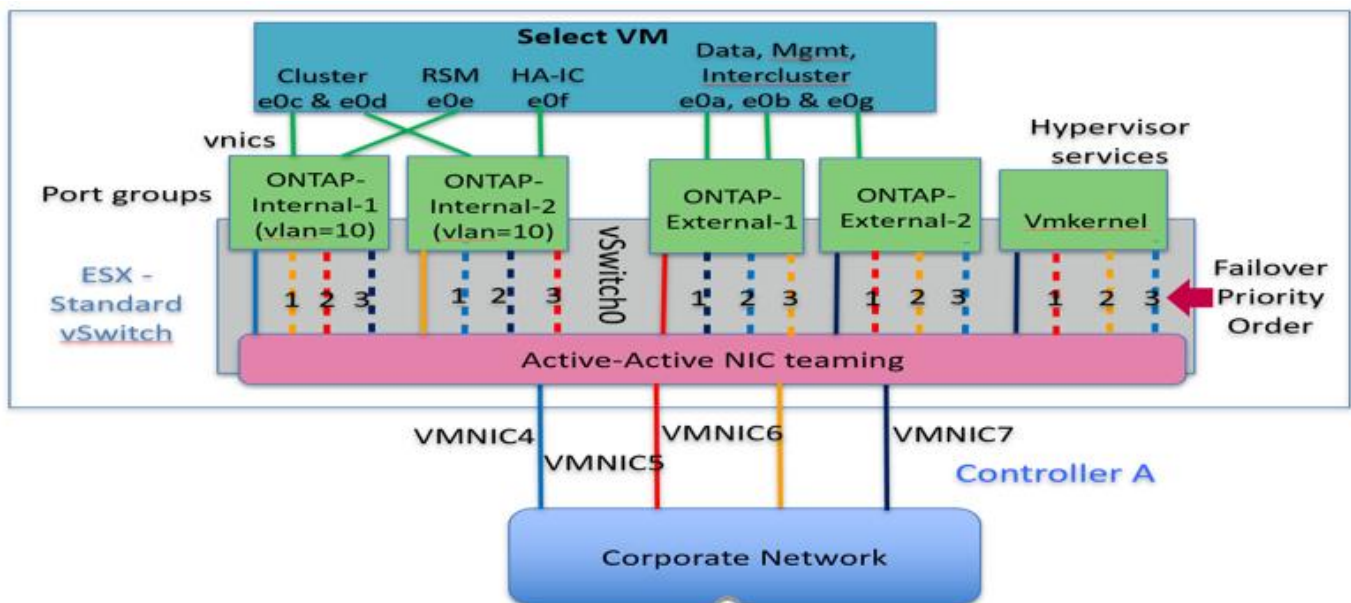 Select VM
Cluster
e0c & e0d
RSM
e0e
HA-IC
e0f
Data, Mgmt,
Intercluster
e0a, e0b & e0g
vnics
Hypervisor
services
Port groups
ONTAP-
Internal-1
(vlan=10)
ONTAP-
Internal-2
(vlan=10)
ONTAP-
External-1
ONTAP-
External-2
Vmkernel
ESX -
Standard
vSwitch
vSwitch0
1 2 3
1 2 3
1 2 3
1 2 3
1 2 3
Failover
Priority
Order
Active-Active NIC teaming
VMNIC4
VMNIC5
VMNIC6
VMNIC7
Controller A
Corporate Network